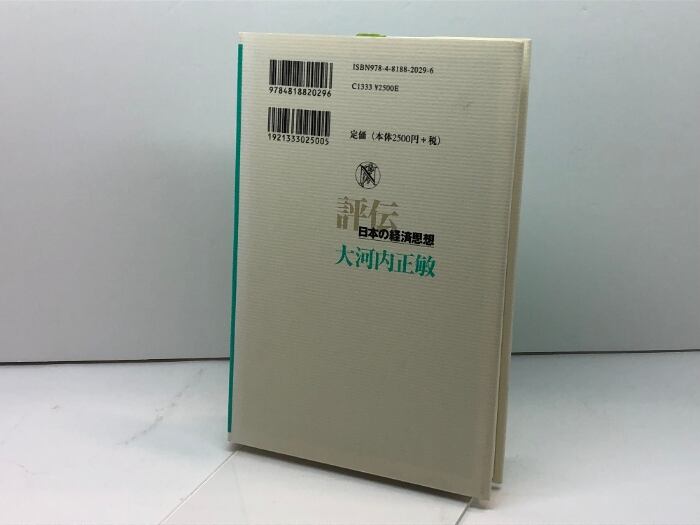 ISBN978-4-8188-2029-6
9784818820296
C1333 ¥2500E
1921333025005
定価（本体2500円＋税）
評伝
日本の経済思想
大河内正敏